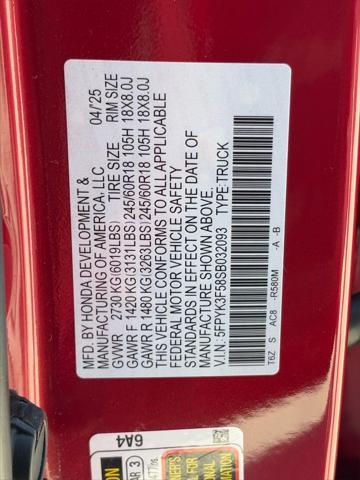 MFD. BY HONDA DEVELOPMENT & 04/25
MANUFACTURING OF AMERICA, LLC
GVWR 2730 KG(6019LBS) TIRE SIZE RIM SIZE
GAWR F 1420 KG(3131LBS) 245/60R18 105H 18X8.0J
GAWR R 1480 KG(3263LBS) 245/60R18 105H 18X8.0J
THIS VEHICLE CONFORMS TO ALL APPLICABLE
FEDERAL MOTOR VEHICLE SAFETY
STANDARDS IN EFFECT ON THE DATE OF
MANUFACTURE SHOWN ABOVE.
V.I.N.: 5FPYK3F58SB032093 TYPE:TRUCK
T6Z S AC8 -R580M -A -B
6A4
ION
AR 3